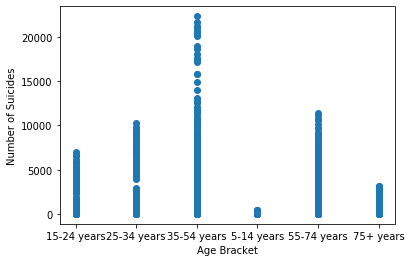 Number of Suicides
20000
15000
10000
5000
0
15-24 years 25-34 years 35-54 years 5-14 years 55-74 years 75+ years
Age Bracket